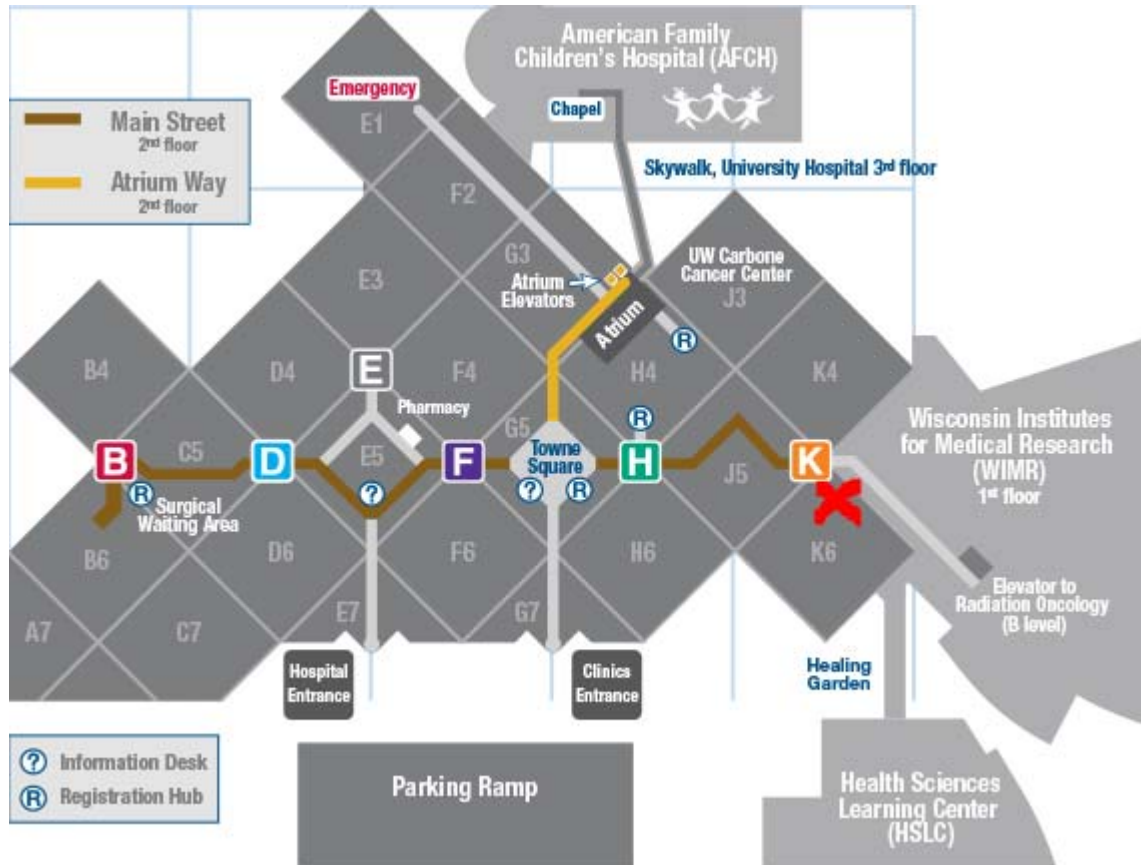 American Family
Children's Hospital (AFCH)
Emergency
Chapel
E1
Main Street
2nd floor
Atrium Way
2nd floor
Skywalk, University Hospital 3rd floor
F2
G3
UW Carbone
Cancer Center
J3
E3
Atrium
Elevators
Atrium
R
B4
D4
E
F4
H4
K4
Pharmacy
Wisconsin Institutes
for Medical Research
(WIMR)
1st floor
C5
G5
R
B
D
E5
F
Towne
Square
H
J5
K
R
Surgical
Waiting Area
?
?
R
B6
D6
F6
H6
K6
Elevator to
Radiation Oncology
(B level)
A7
C7
E7
G7
Hospital
Entrance
Clinics
Entrance
Healing
Garden
? Information Desk
R Registration Hub
Parking Ramp
Health Sciences
Learning Center
(HSLC)